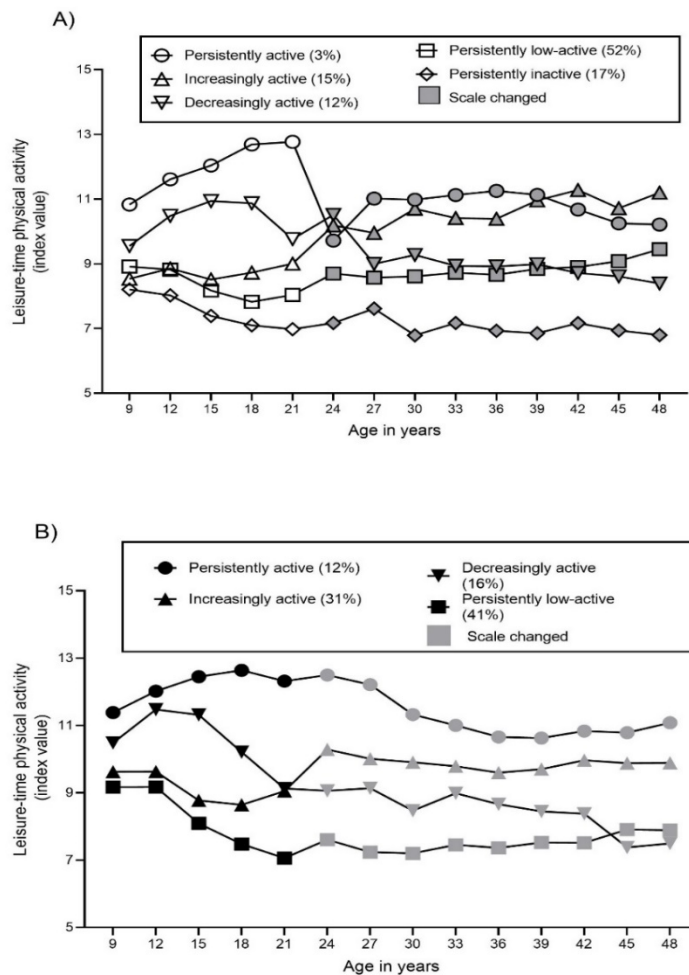 A)
Persistently active (3%)
Persistently low-active (52%)
Increasingly active (15%)
Persistently inactive (17%)
Decreasingly active (12%)
Scale changed
15
13
11
9
7
5
Leisure-time physical activity
(index value)
9 12 15 18 21 24 27 30 33 36 39 42 45 48
Age in years
B)
Persistently active (12%)
Decreasingly active
(16%)
Increasingly active (31%)
Persistently low-active
(41%)
Scale changed
15
13
11
9
7
5
Leisure-time physical activity
(index value)
9 12 15 18 21 24 27 30 33 36 39 42 45 48
Age in years